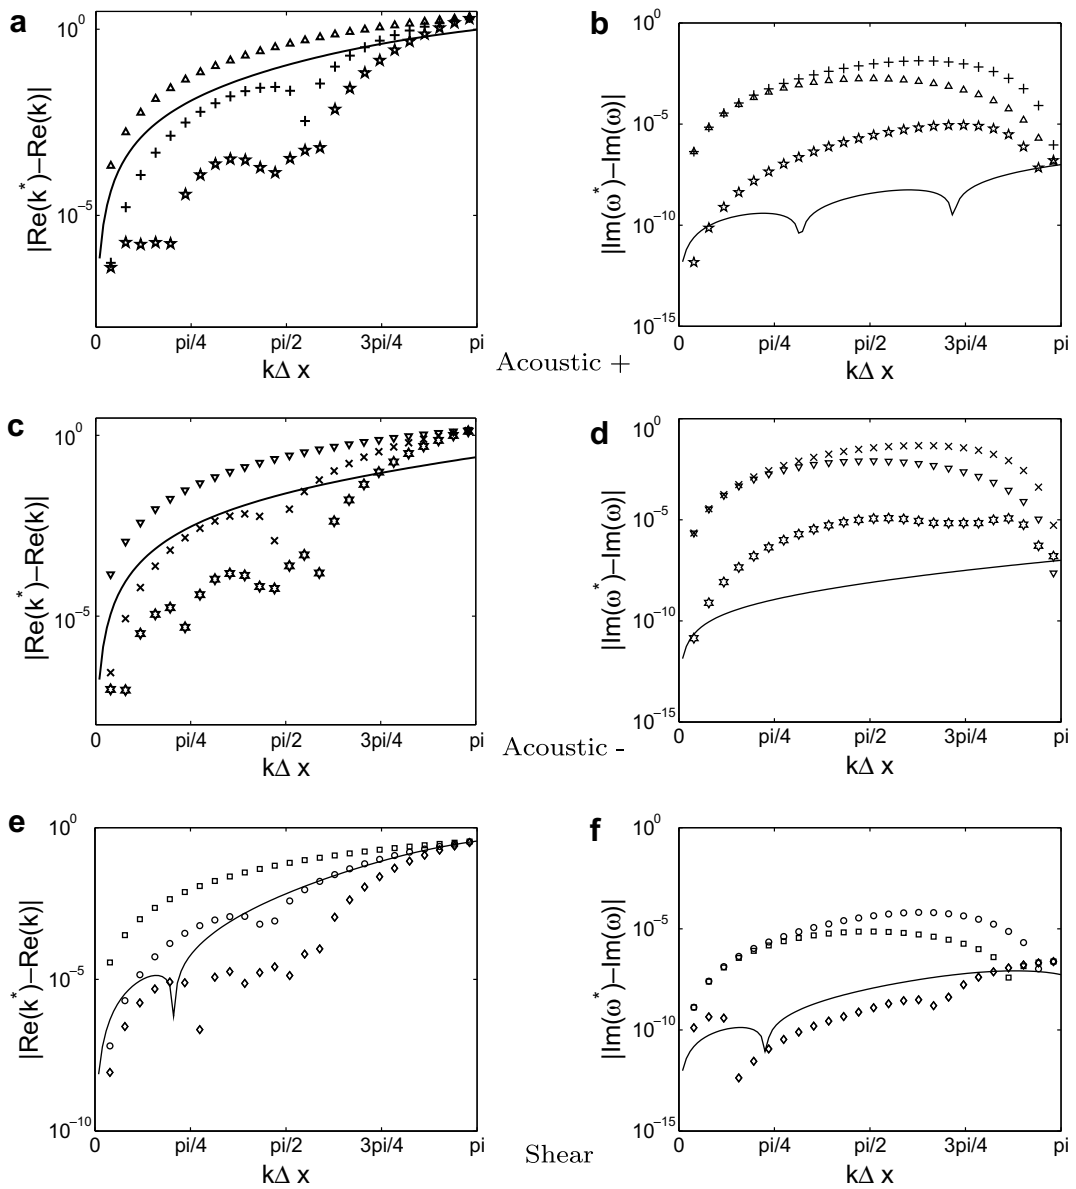 a
|Re(k*)−Re(k)|
10^0
10^−5
0 pi/4 pi/2 3pi/4 pi
kΔ x
b
|Im(ω*)−Im(ω)|
10^0
10^−5
10^−10
10^−15
0 pi/4 pi/2 3pi/4 pi
kΔ x
Acoustic +
c
|Re(k*)−Re(k)|
10^0
10^−5
0 pi/4 pi/2 3pi/4 pi
kΔ x
d
|Im(ω*)−Im(ω)|
10^0
10^−5
10^−10
10^−15
0 pi/4 pi/2 3pi/4 pi
kΔ x
Acoustic -
e
|Re(k*)−Re(k)|
10^0
10^−5
10^−10
0 pi/4 pi/2 3pi/4 pi
kΔ x
f
|Im(ω*)−Im(ω)|
10^0
10^−5
10^−10
10^−15
0 pi/4 pi/2 3pi/4 pi
kΔ x
Shear